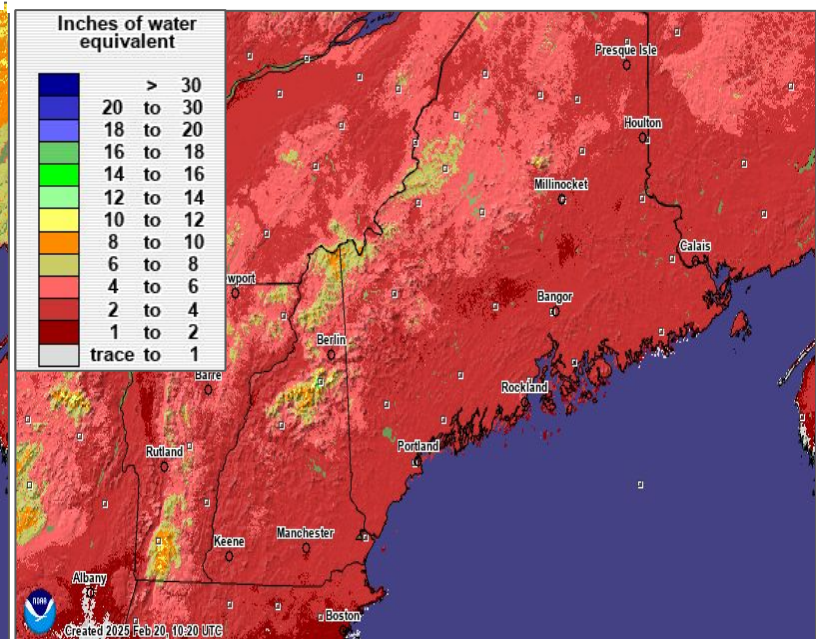 Inches of water
equivalent
> 30
20 to 30
18 to 20
16 to 18
14 to 16
12 to 14
10 to 12
8 to 10
6 to 8
4 to 6
2 to 4
1 to 2
trace to 1
Presque Isle
Houlton
Millinocket
Calais
wport
Bangor
Berlin
Barre
Rockland
Portland
Rutland
Keene
Manchester
Albany
Boston
NOAA
Created 2025 Feb 20, 10:20 UTC